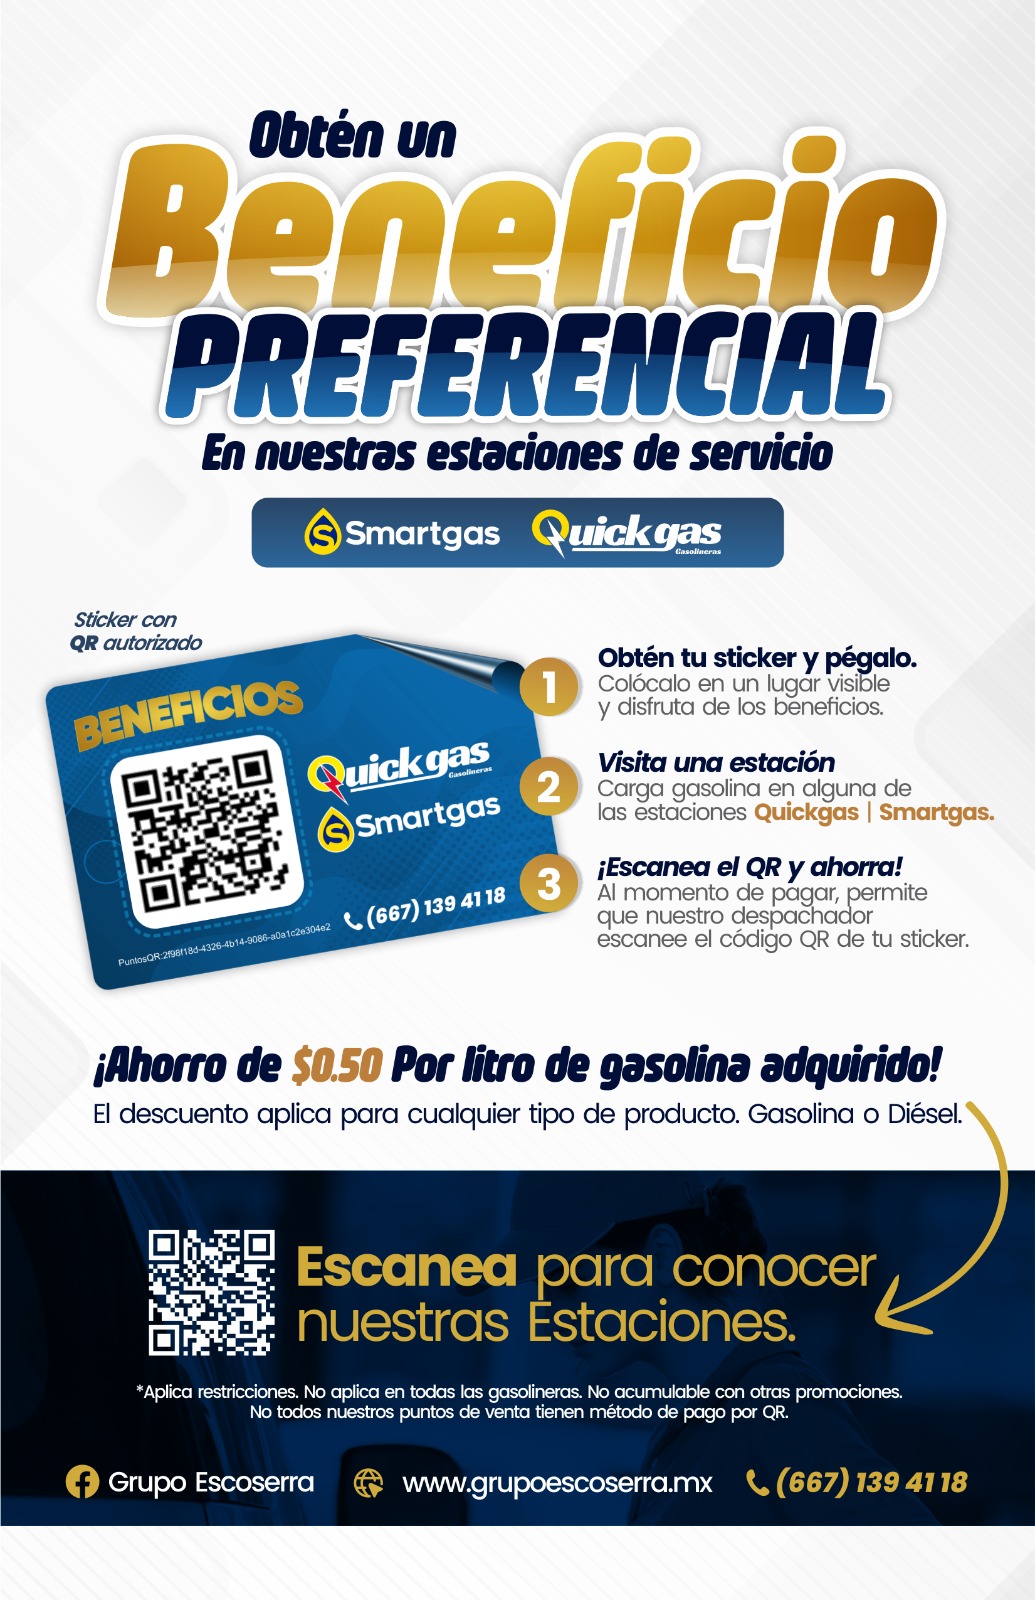 Obtén un
Beneficio
PREFERENCIAL
En nuestras estaciones de servicio
Smartgas Quick gas
Gasolineras
Sticker con
QR autorizado
BENEFICIOS
Quick gas
Gasolineras
Smartgas
(667) 139 41 18
PuntosQR:2f98f18d-4326-4b14-9086-a0a1c2e304e2
1
Obtén tu sticker y pégalo.
Colócalo en un lugar visible
y disfruta de los beneficios.
2
Visita una estación
Carga gasolina en alguna de
las estaciones Quickgas | Smartgas.
3
¡Escanea el QR y ahorra!
Al momento de pagar, permite
que nuestro despachador
escanee el código QR de tu sticker.
¡Ahorro de $0.50 Por litro de gasolina adquirido!
El descuento aplica para cualquier tipo de producto. Gasolina o Diésel.
Escanea para conocer
nuestras Estaciones.
*Aplica restricciones. No aplica en todas las gasolineras. No acumulable con otras promociones.
No todos nuestros puntos de venta tienen método de pago por QR.
Grupo Escoserra www.grupoescoserra.mx (667) 139 41 18